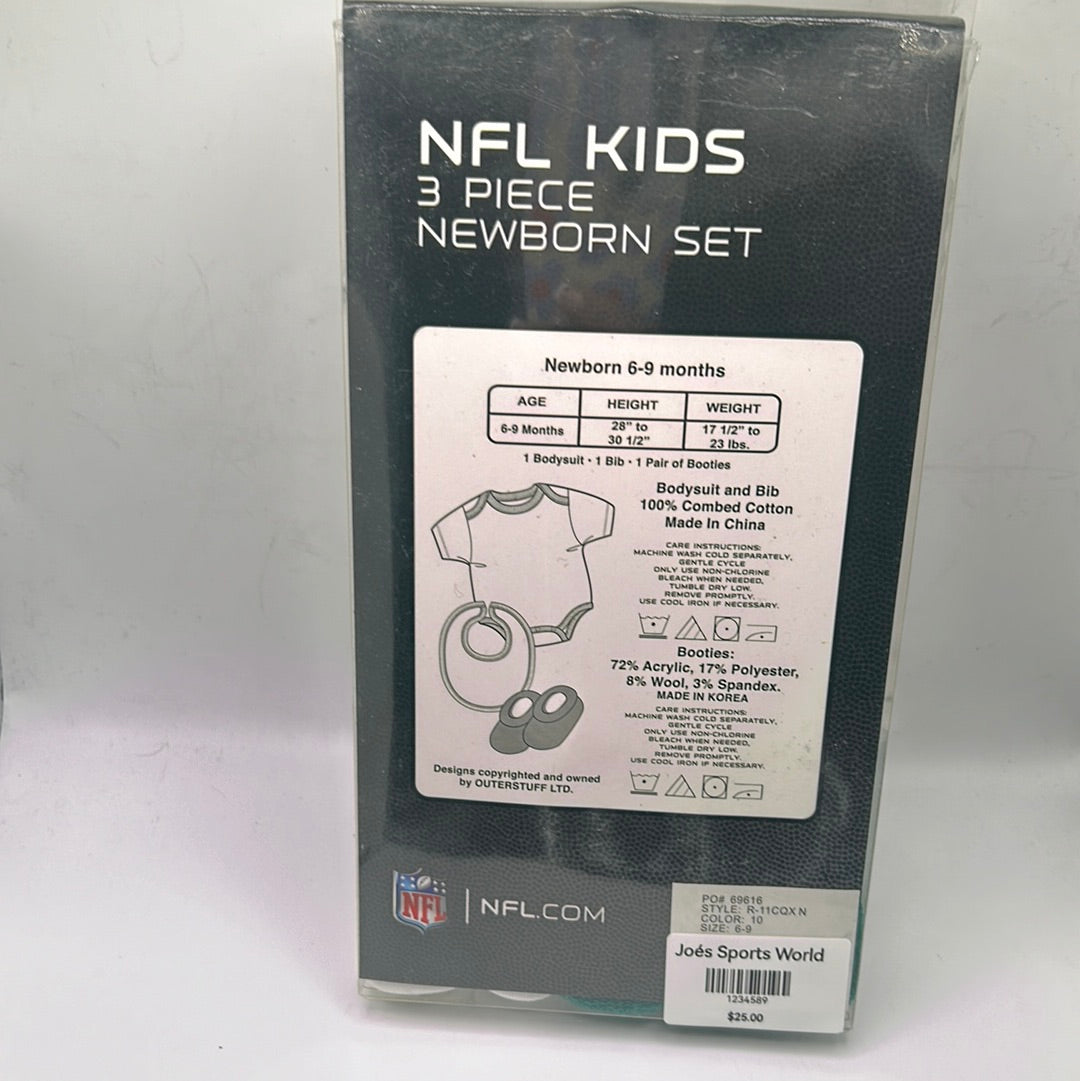 NFL KIDS
3 PIECE
NEWBORN SET
Newborn 6-9 months
AGE HEIGHT WEIGHT
6-9 Months 28" to 30 1/2" 17 1/2" to 23 lbs.
1 Bodysuit • 1 Bib • 1 Pair of Booties
Bodysuit and Bib
100% Combed Cotton
Made In China
CARE INSTRUCTIONS:
MACHINE WASH COLD SEPARATELY,
GENTLE CYCLE
ONLY USE NON-CHLORINE
BLEACH WHEN NEEDED,
TUMBLE DRY LOW.
REMOVE PROMPTLY.
USE COOL IRON IF NECESSARY.
Booties:
72% Acrylic, 17% Polyester,
8% Wool, 3% Spandex.
MADE IN KOREA
CARE INSTRUCTIONS:
MACHINE WASH COLD SEPARATELY,
GENTLE CYCLE
ONLY USE NON-CHLORINE
BLEACH WHEN NEEDED,
TUMBLE DRY LOW.
REMOVE PROMPTLY.
USE COOL IRON IF NECESSARY.
Designs copyrighted and owned
by OUTERSTUFF LTD.
NFL | NFL.COM
PO# 69616
STYLE: R-11CQX N
COLOR: 10
SIZE: 6-9
Joés Sports World
1234589
$25.00